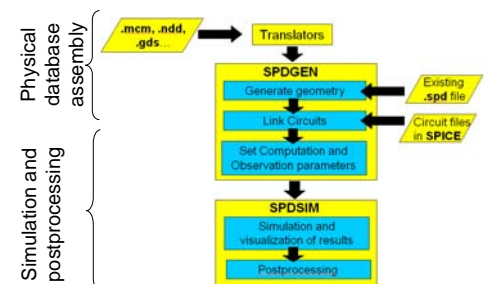 Physical
database
assembly
.mcm, .ndd,
.gds...
Translators
SPDGEN
Generate geometry
Existing
.spd file
Link Circuits
Circuit files
in SPICE
Set Computation and
Observation parameters
Simulation and
postprocessing
SPDSIM
Simulation and
visualization of results
Postprocessing